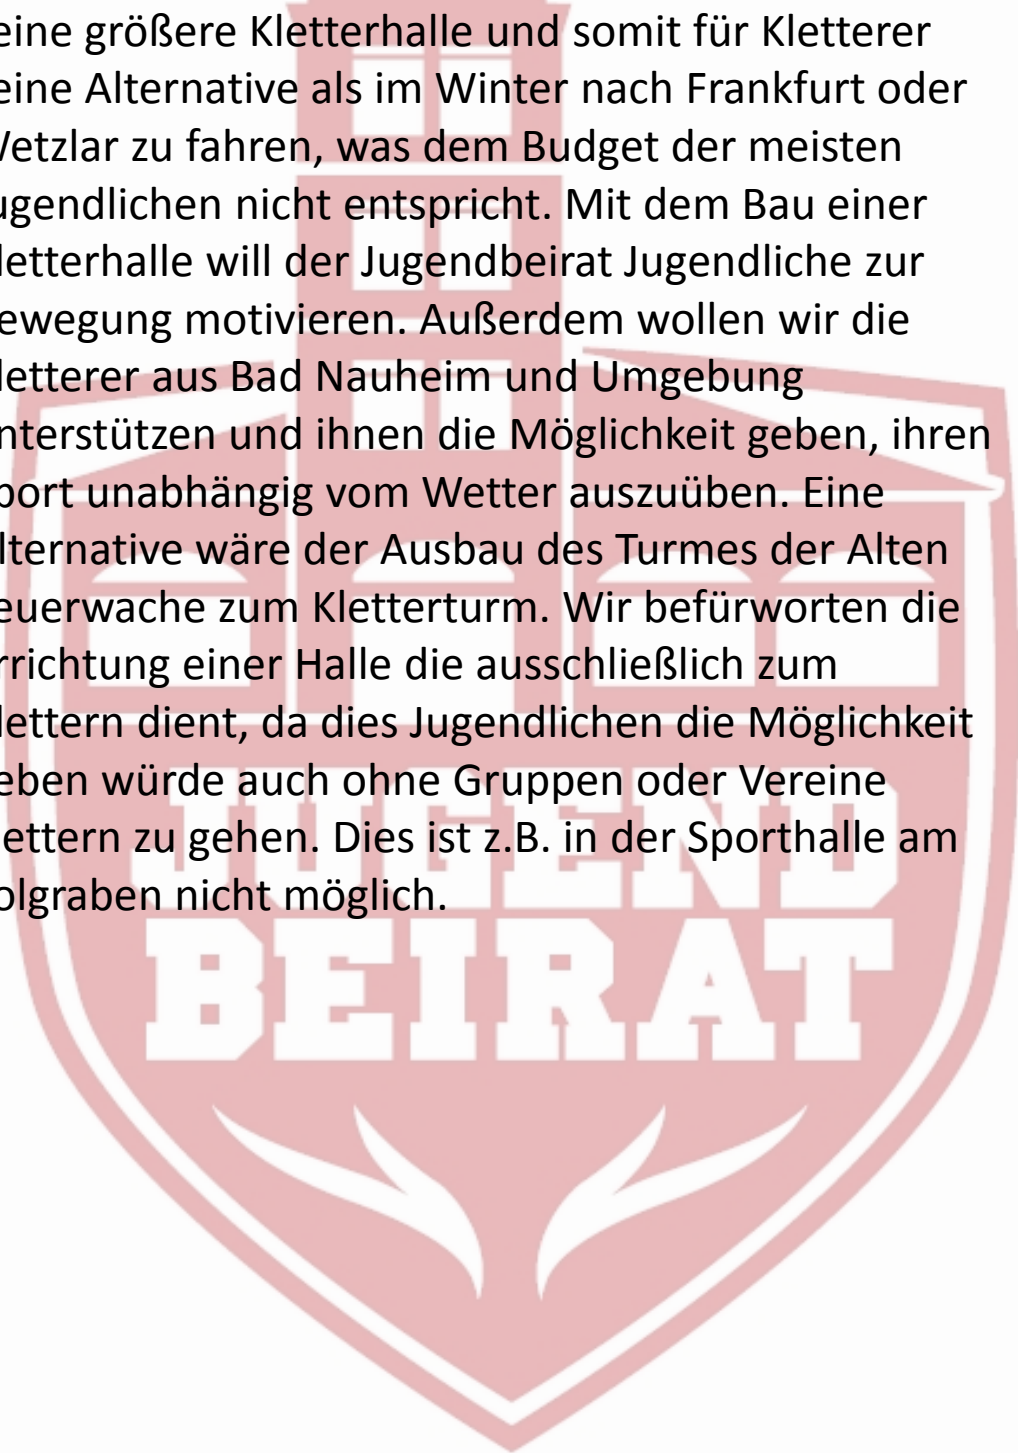 eine größere Kletterhalle und somit für Kletterer
eine Alternative als im Winter nach Frankfurt oder
Wetzlar zu fahren, was dem Budget der meisten
ugendlichen nicht entspricht. Mit dem Bau einer
letterhalle will der Jugendbeirat Jugendliche zur
ewegung motivieren. Außerdem wollen wir die
letterer aus Bad Nauheim und Umgebung
nterstützen und ihnen die Möglichkeit geben, ihren
port unabhängig vom Wetter auszuüben. Eine
lternative wäre der Ausbau des Turmes der Alten
euerwache zum Kletterturm. Wir befürworten die
rrichtung einer Halle die ausschließlich zum
lettern dient, da dies Jugendlichen die Möglichkeit
eben würde auch ohne Gruppen oder Vereine
lettern zu gehen. Dies ist z.B. in der Sporthalle am
olgraben nicht möglich.
JUGEND
BEIRAT